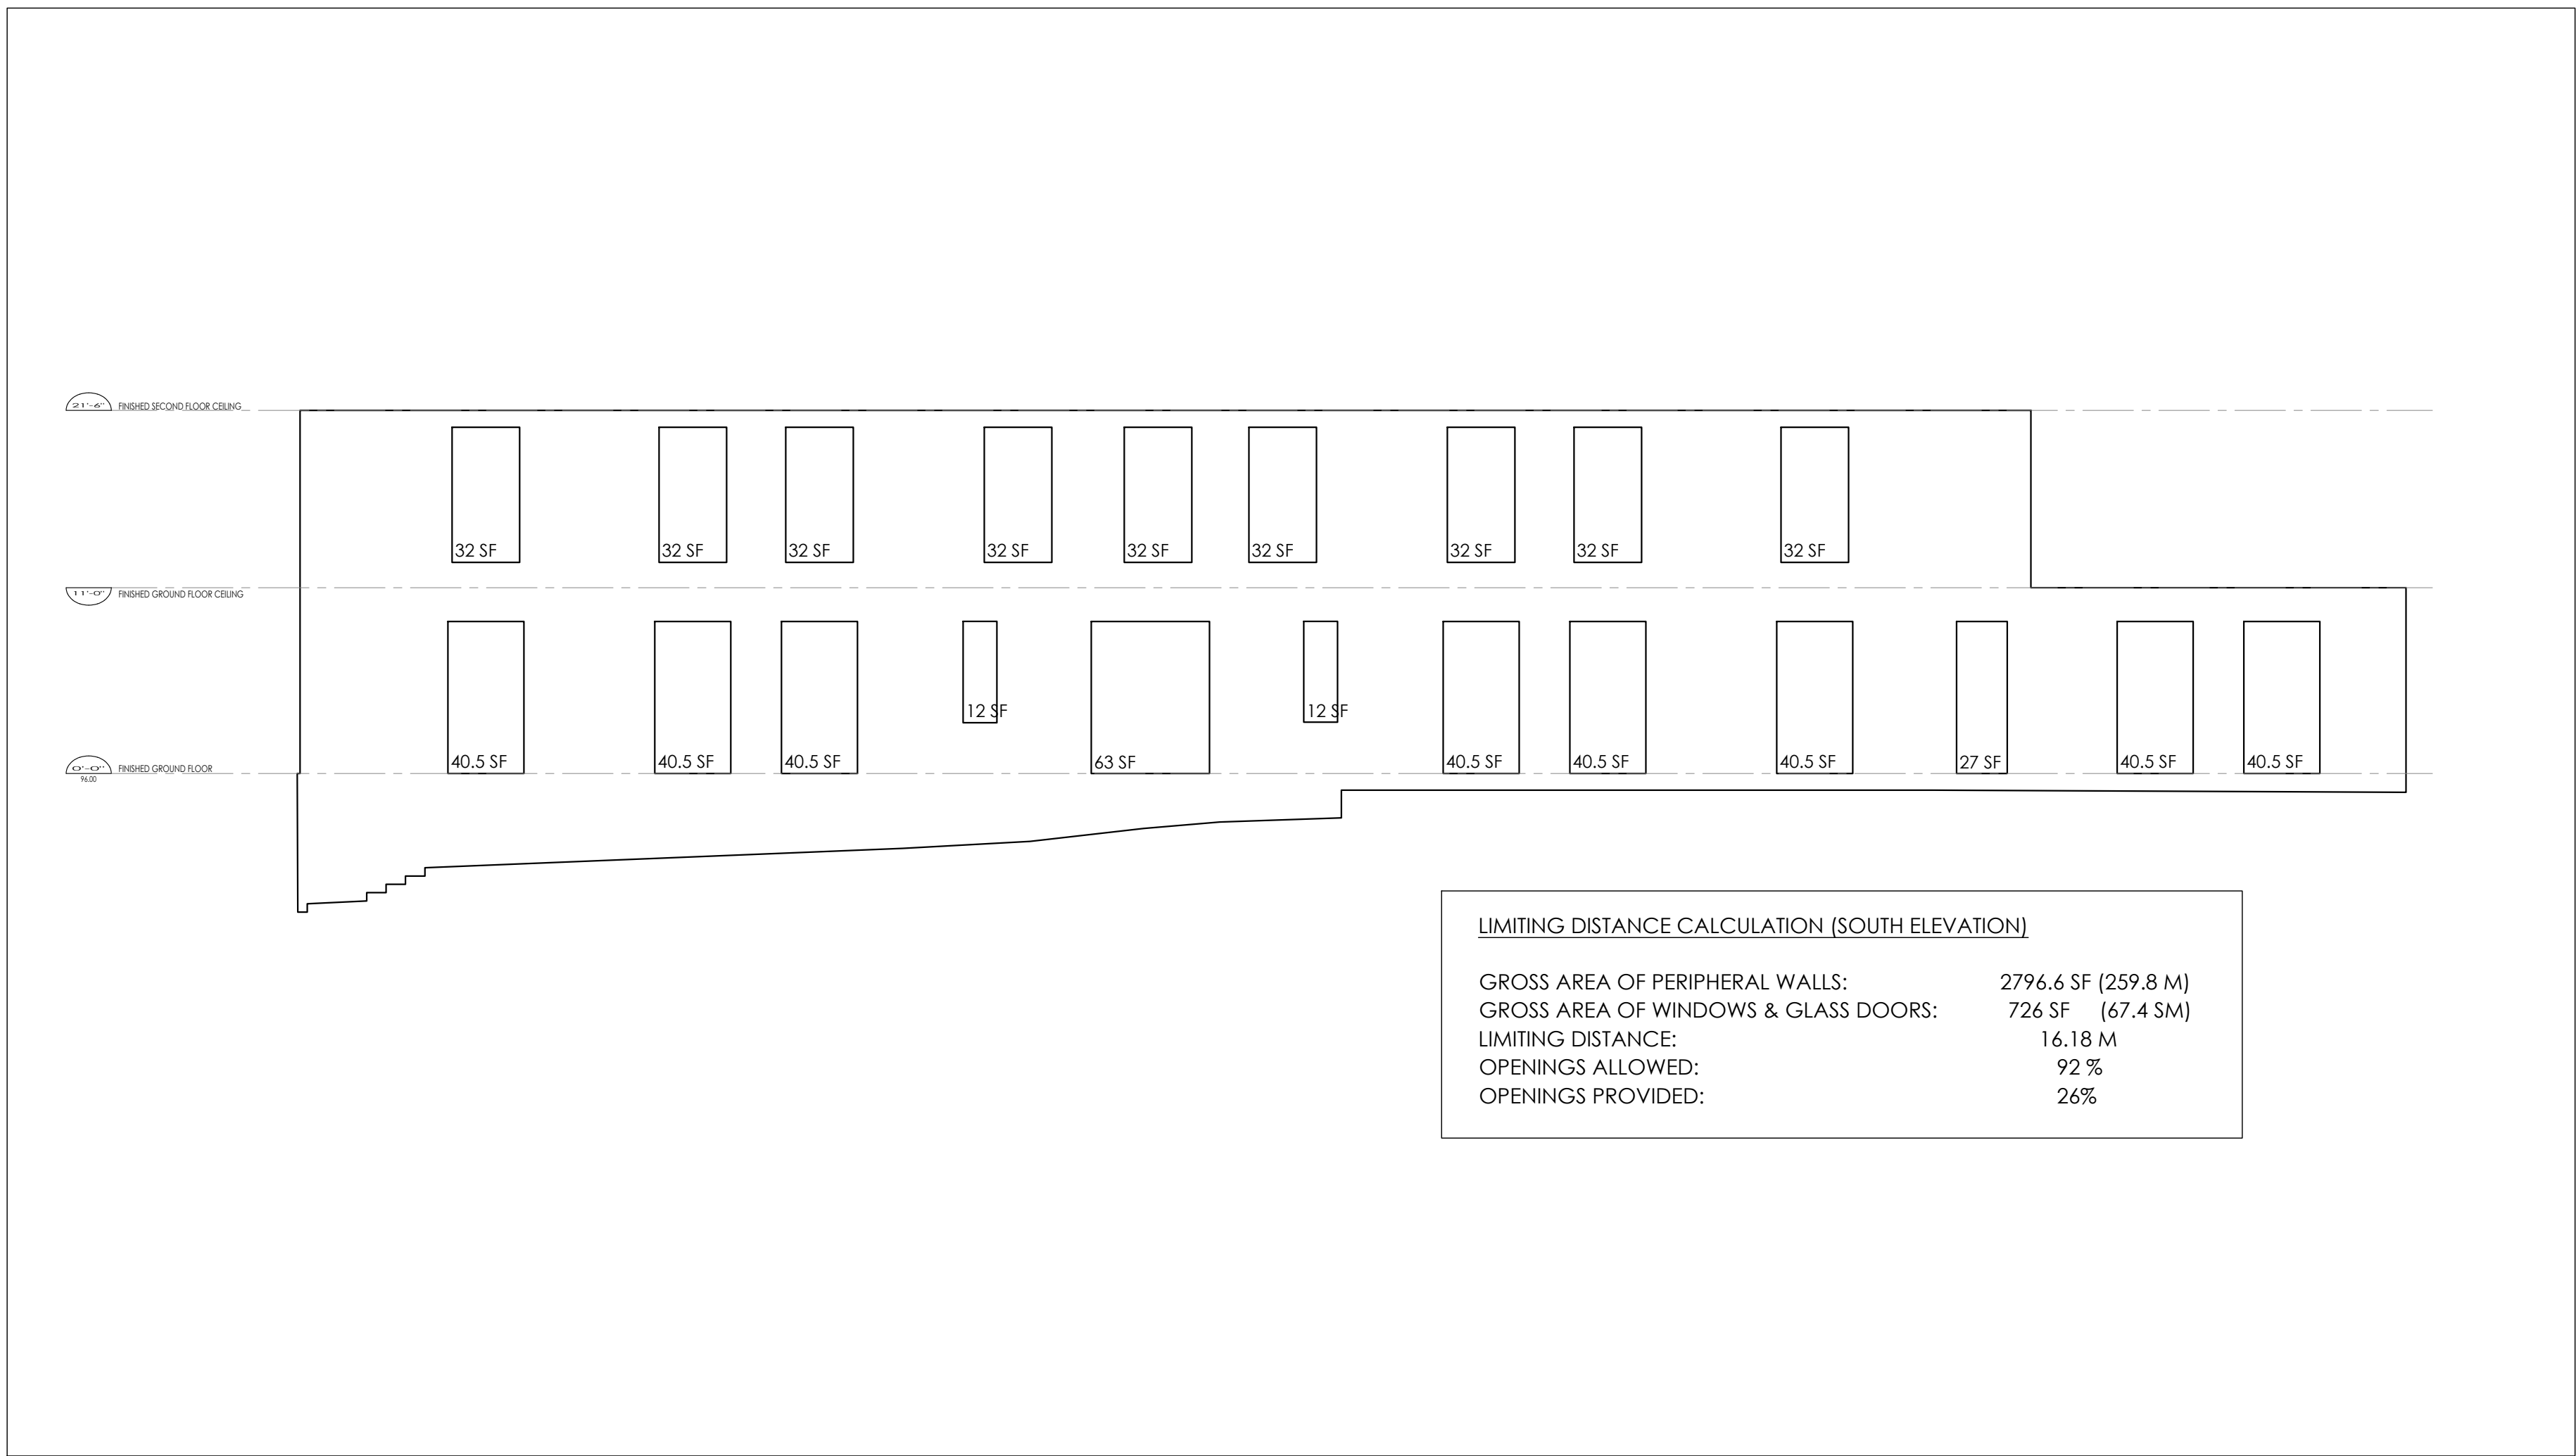 21'-6" FINISHED SECOND FLOOR CEILING
32 SF 32 SF 32 SF 32 SF 32 SF 32 SF 32 SF 32 SF 32 SF
11'-0" FINISHED GROUND FLOOR CEILING
12 SF 12 SF
40.5 SF 40.5 SF 40.5 SF 63 SF 40.5 SF 40.5 SF 40.5 SF 27 SF 40.5 SF 40.5 SF
0'-0" FINISHED GROUND FLOOR
96.00
LIMITING DISTANCE CALCULATION (SOUTH ELEVATION)
GROSS AREA OF PERIPHERAL WALLS: 2796.6 SF (259.8 M)
GROSS AREA OF WINDOWS & GLASS DOORS: 726 SF (67.4 SM)
LIMITING DISTANCE: 16.18 M
OPENINGS ALLOWED: 92 %
OPENINGS PROVIDED: 26%